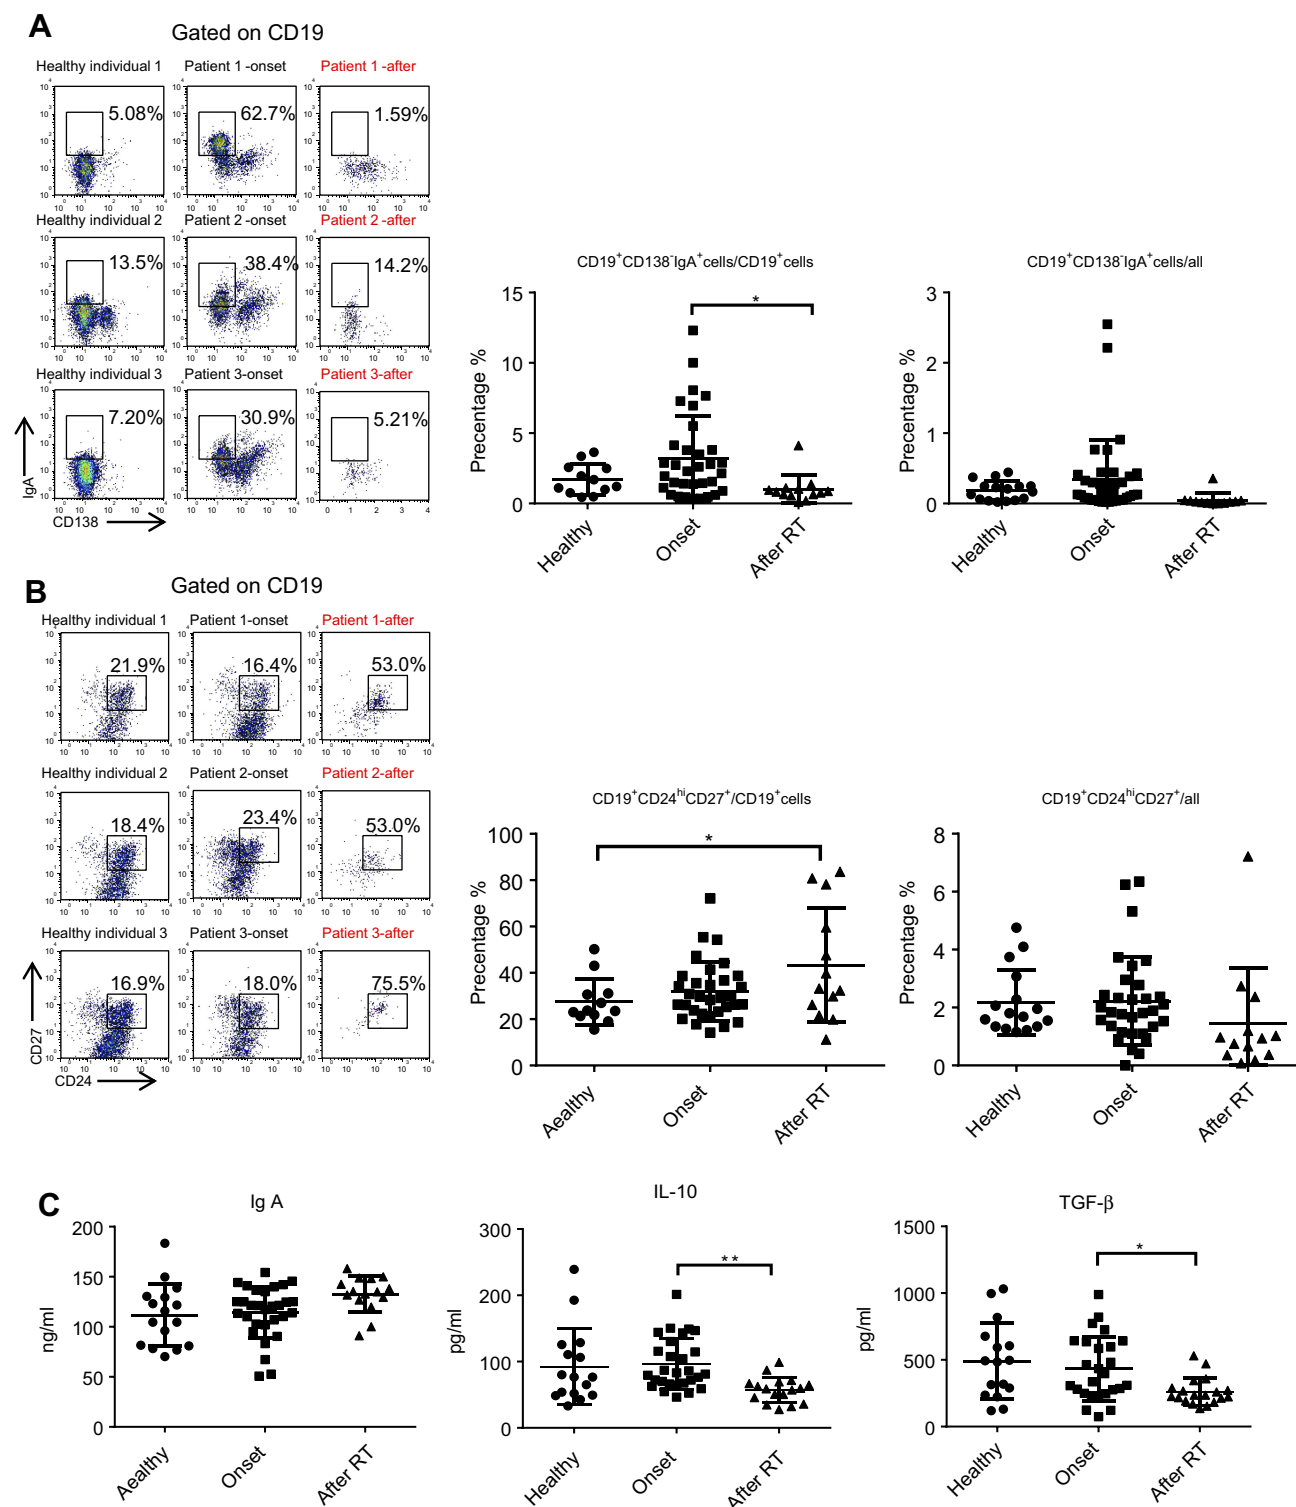 A
Gated on CD19
Healthy individual 1 Patient 1 -onset Patient 1 -after
5.08% 62.7% 1.59%
Healthy individual 2 Patient 2 -onset Patient 2 -after
13.5% 38.4% 14.2%
Healthy individual 3 Patient 3-onset Patient 3-after
7.20% 30.9% 5.21%
IgA
CD138
CD19⁺CD138⁻IgA⁺cells/CD19⁺cells
Precentage %
15
10
5
0
*
Healthy Onset After RT
CD19⁺CD138⁻IgA⁺cells/all
Precentage %
3
2
1
0
Healthy Onset After RT
B
Gated on CD19
Healthy individual 1 Patient 1-onset Patient 1-after
21.9% 16.4% 53.0%
Healthy individual 2 Patient 2-onset Patient 2-after
18.4% 23.4% 53.0%
Healthy individual 3 Patient 3-onset Patient 3-after
16.9% 18.0% 75.5%
CD27
CD24
CD19⁺CD24ʰⁱCD27⁺/CD19⁺cells
Precentage %
100
80
60
40
20
0
*
Aealthy Onset After RT
CD19⁺CD24ʰⁱCD27⁺/all
Precentage %
8
6
4
2
0
Healthy Onset After RT
C
Ig A
ng/ml
200
150
100
50
0
Aealthy Onset After RT
IL-10
pg/ml
300
200
100
0
**
Healthy Onset After RT
TGF-β
pg/ml
1500
1000
500
0
*
Healthy Onset After RT